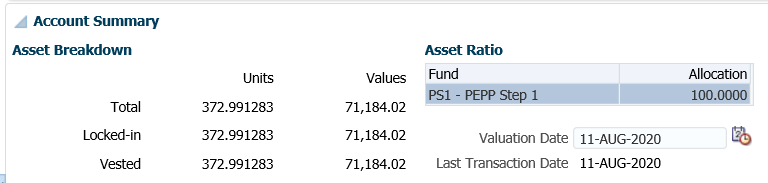 Account Summary
Asset Breakdown
Units Values
Total 372.991283 71,184.02
Locked-in 372.991283 71,184.02
Vested 372.991283 71,184.02
Asset Ratio
Fund Allocation
PS1 - PEPP Step 1 100.0000
Valuation Date 11-AUG-2020
Last Transaction Date 11-AUG-2020